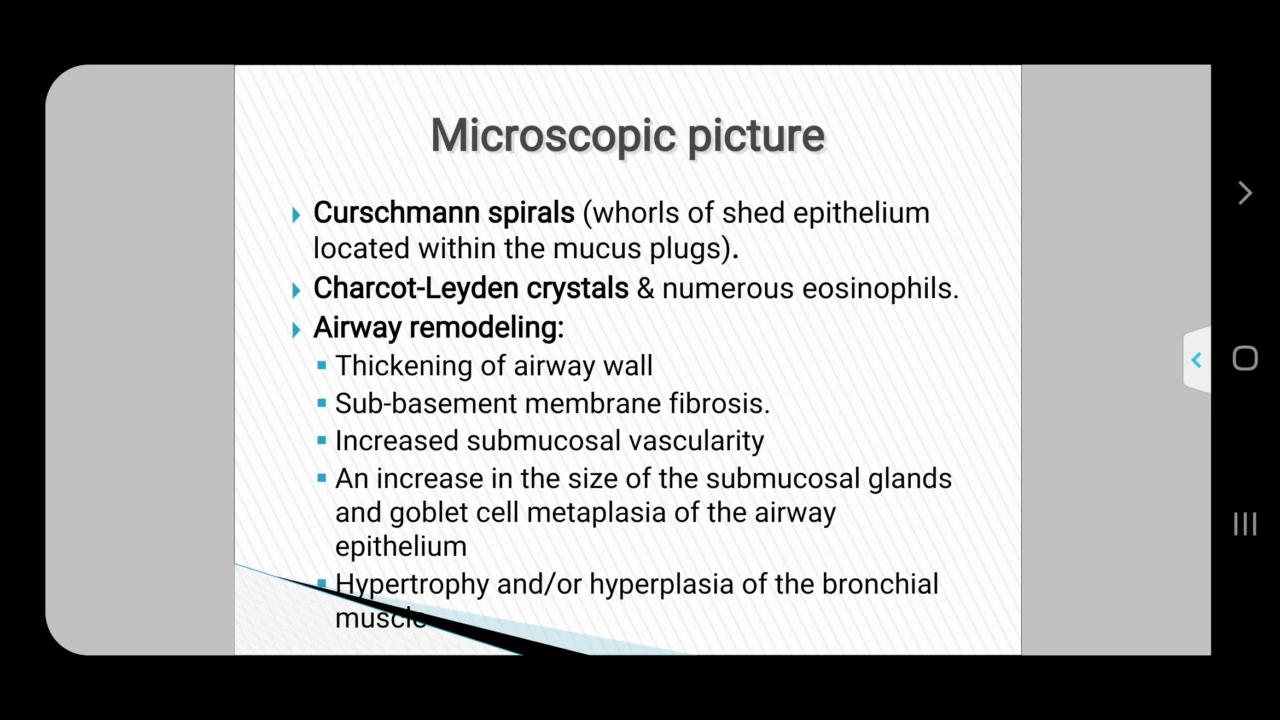 Microscopic picture
Curschmann spirals (whorls of shed epithelium
located within the mucus plugs).
Charcot-Leyden crystals & numerous eosinophils.
Airway remodeling:
Thickening of airway wall
Sub-basement membrane fibrosis.
Increased submucosal vascularity
An increase in the size of the submucosal glands
and goblet cell metaplasia of the airway
epithelium
Hypertrophy and/or hyperplasia of the bronchial
muscle